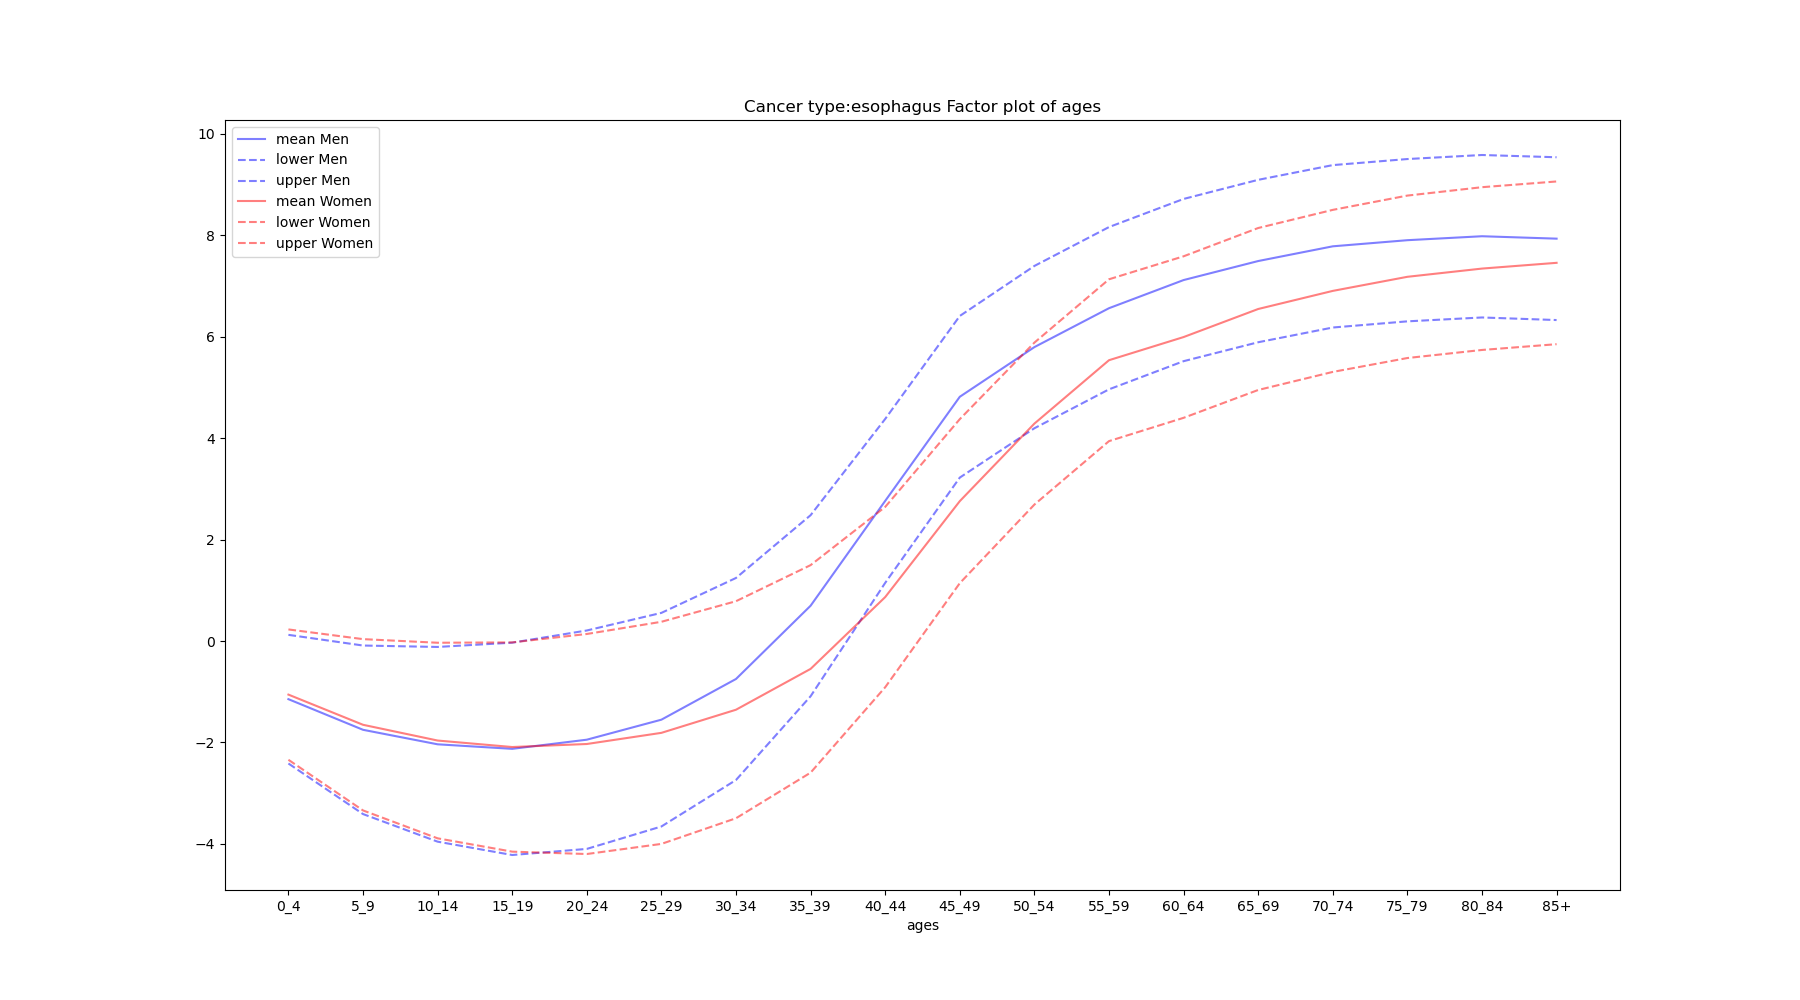 Cancer type:esophagus Factor plot of ages
mean Men
lower Men
upper Men
mean Women
lower Women
upper Women
10
8
6
4
2
0
−2
−4
0_4 5_9 10_14 15_19 20_24 25_29 30_34 35_39 40_44 45_49 50_54 55_59 60_64 65_69 70_74 75_79 80_84 85+
ages